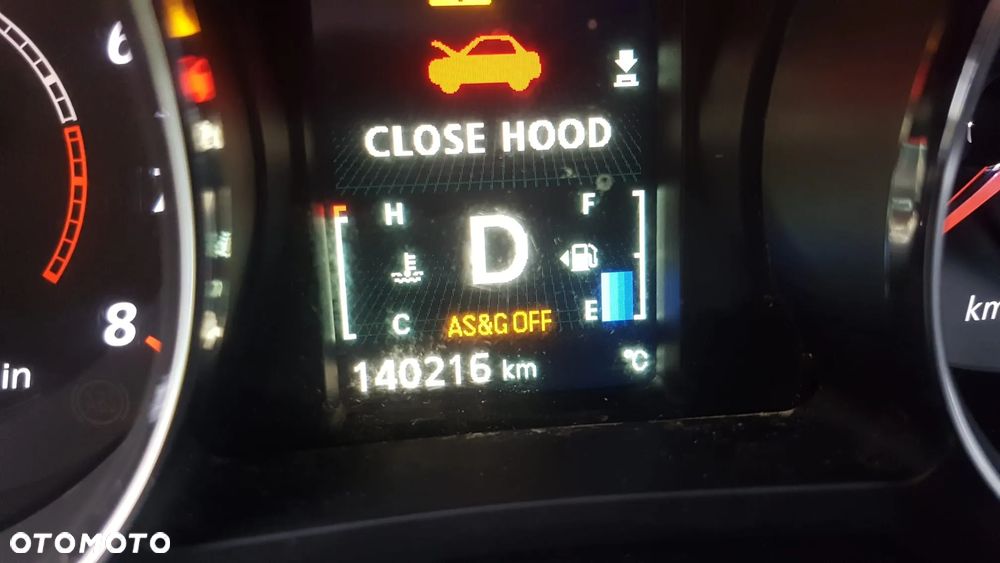 6
CLOSE HOOD
H
F
D
C
E
AS&G OFF
8
140216 km
°C
in
km
OTOMOTO